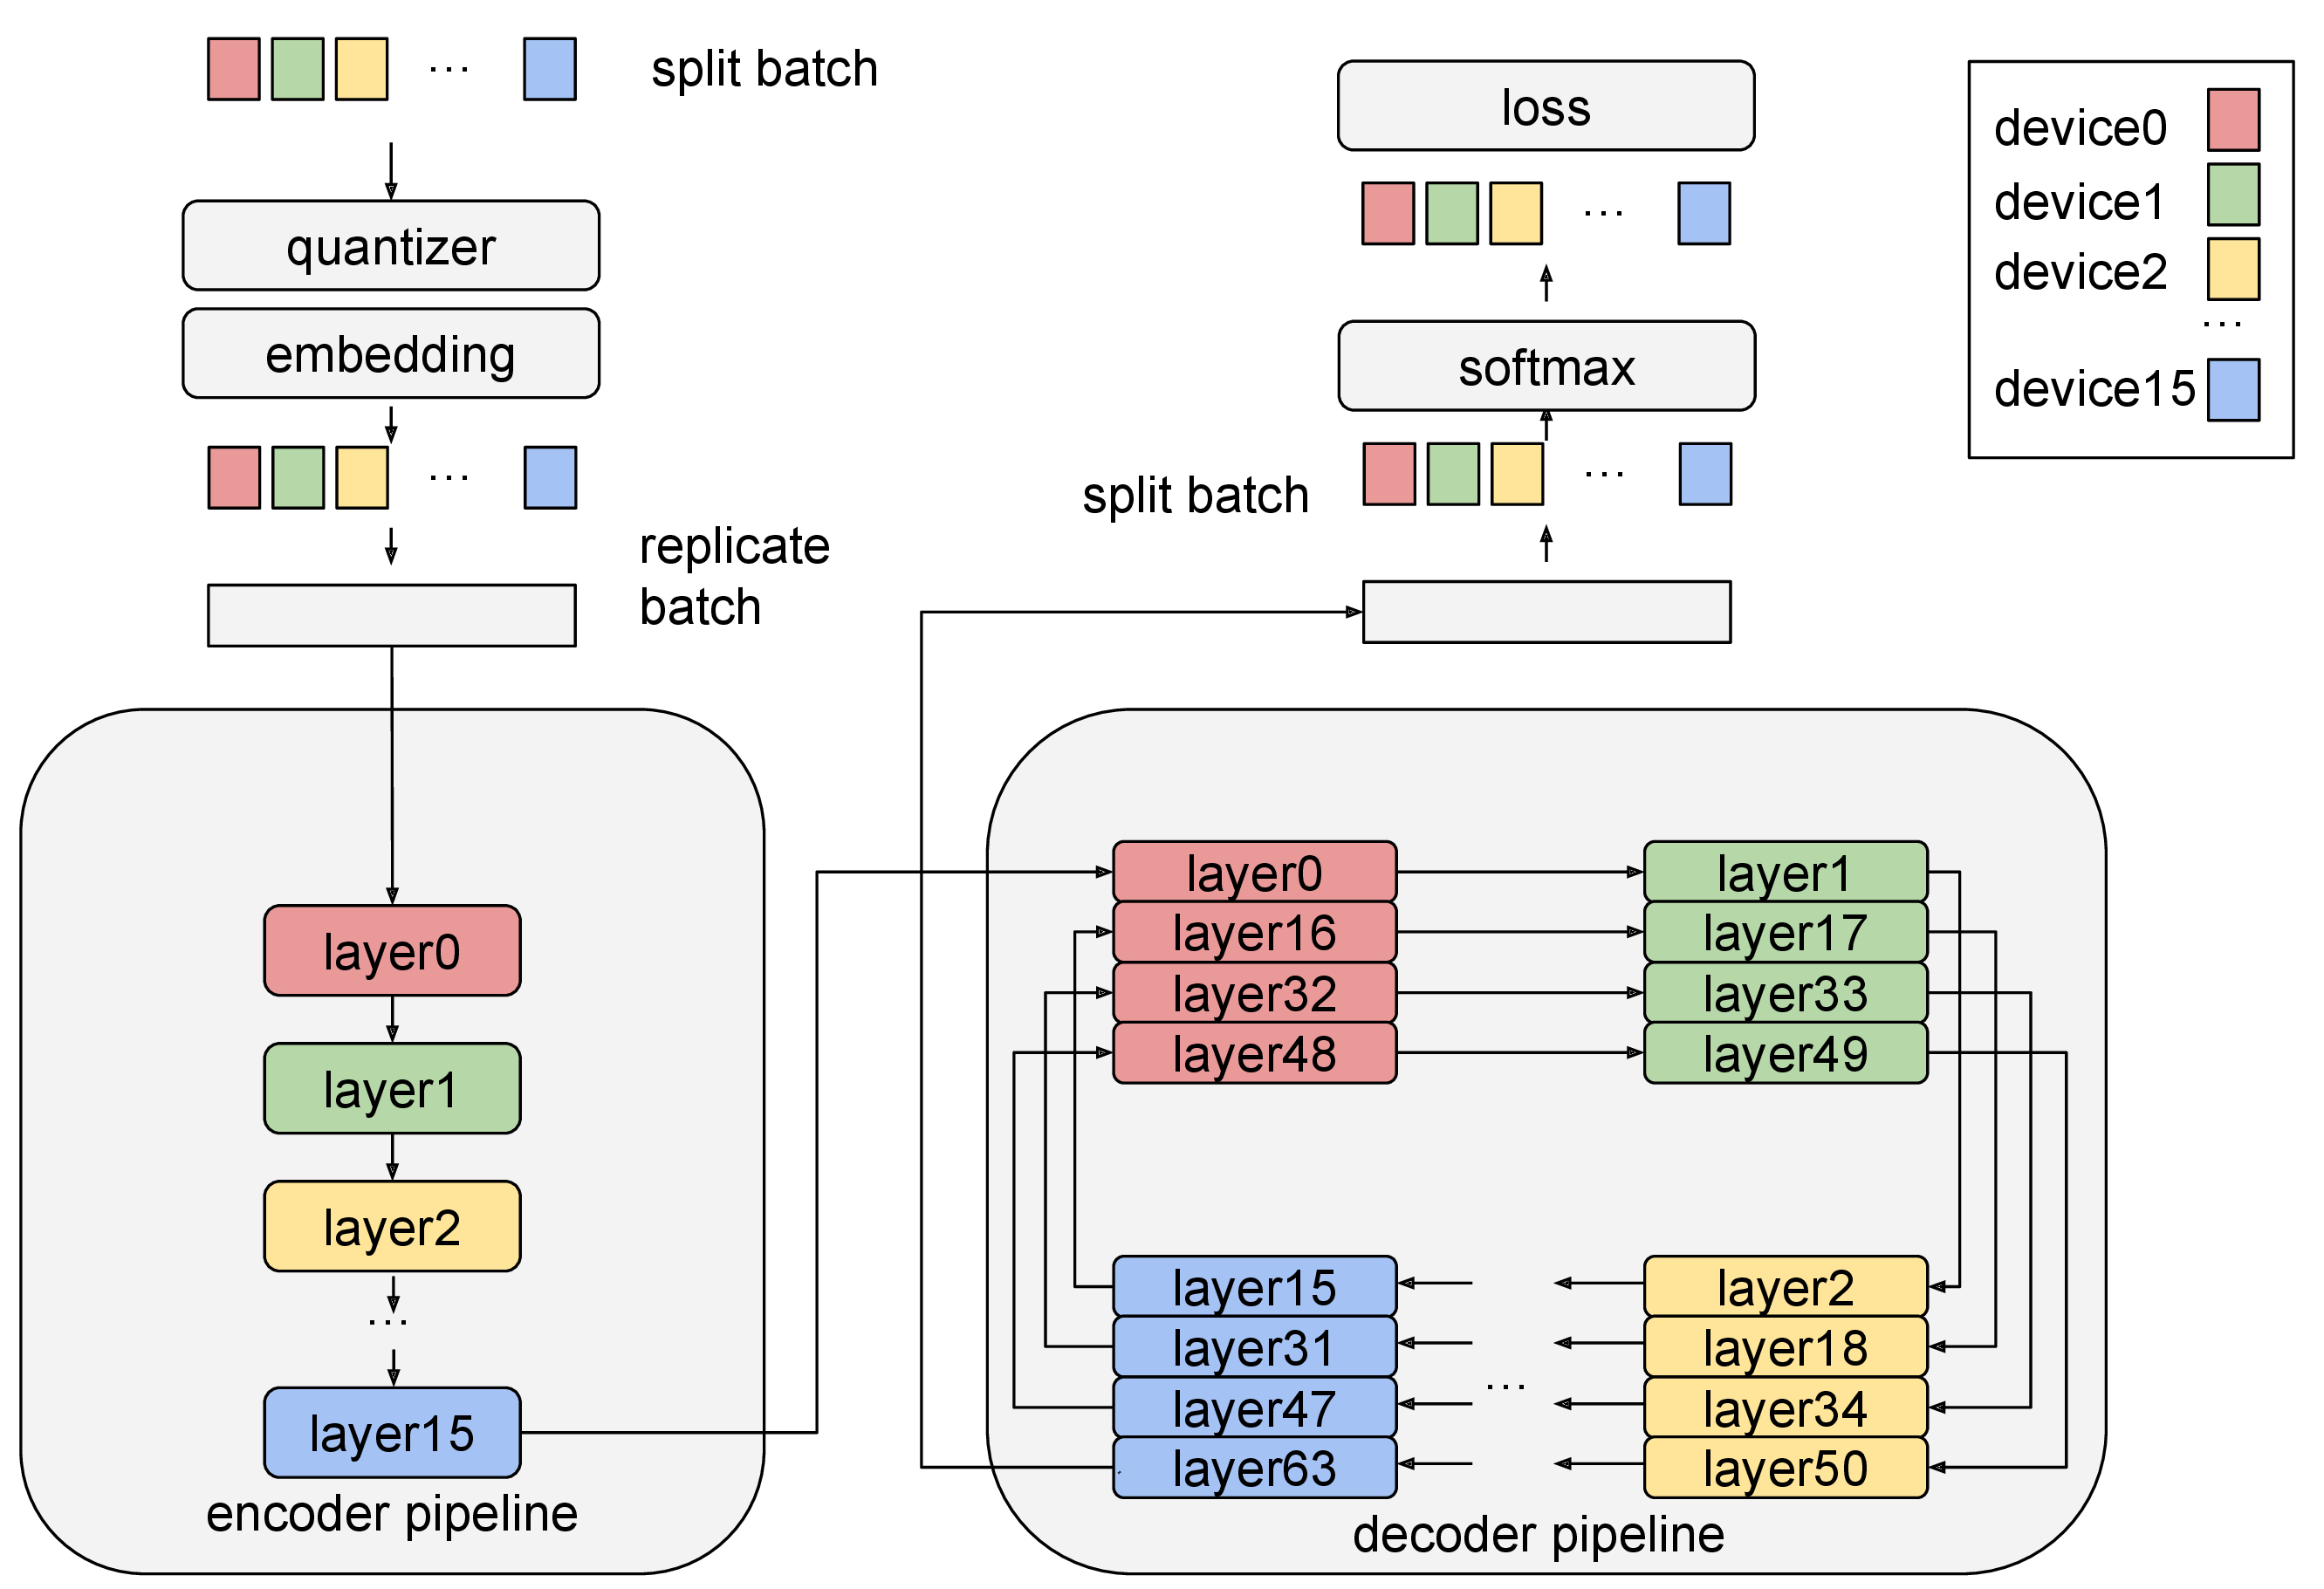 split batch
···
quantizer
embedding
···
replicate
batch
layer0
layer1
layer2
···
layer15
encoder pipeline
loss
···
softmax
···
split batch
layer0
layer16
layer32
layer48
layer1
layer17
layer33
layer49
layer15
layer31
layer47
layer63
···
layer2
layer18
layer34
layer50
decoder pipeline
device0
device1
device2
···
device15